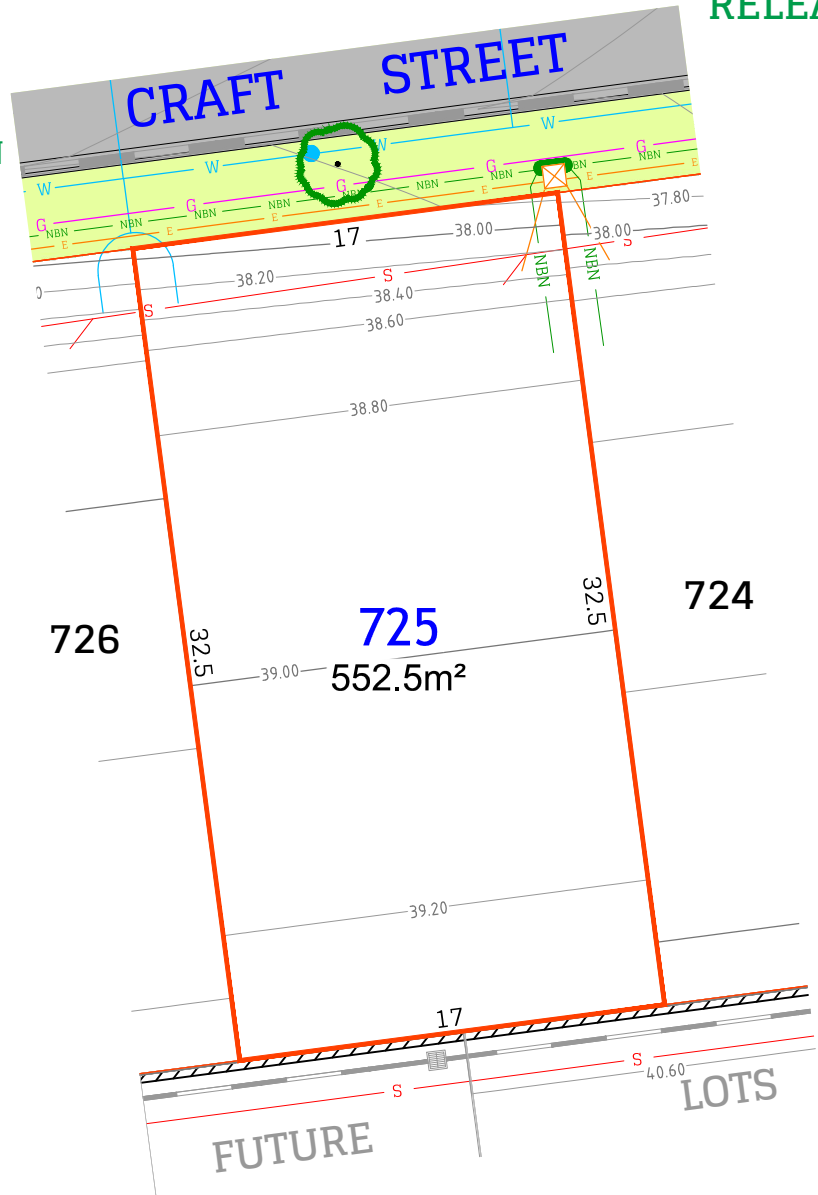 RELEA
CRAFT STREET
W W W W
G G G G
NBN NBN NBN NBN NBN NBN NBN NBN
E E E E E E
37.80
17
38.00
38.00
S S S
38.20
38.40
38.60
NBN NBN
38.80
726
725
724
32.5
32.5
39.00
552.5m²
39.20
17
S S
40.60
FUTURE LOTS